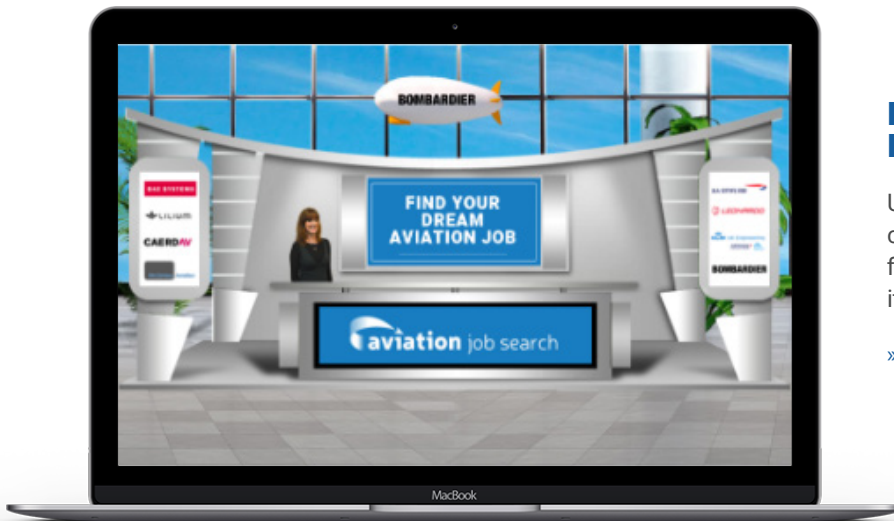 BOMBARDIER
FIND YOUR
DREAM
AVIATION JOB
BAE SYSTEMS
LILIUM
CAERDAV
LEONARDO
BOMBARDIER
aviation job search
MacBook
»